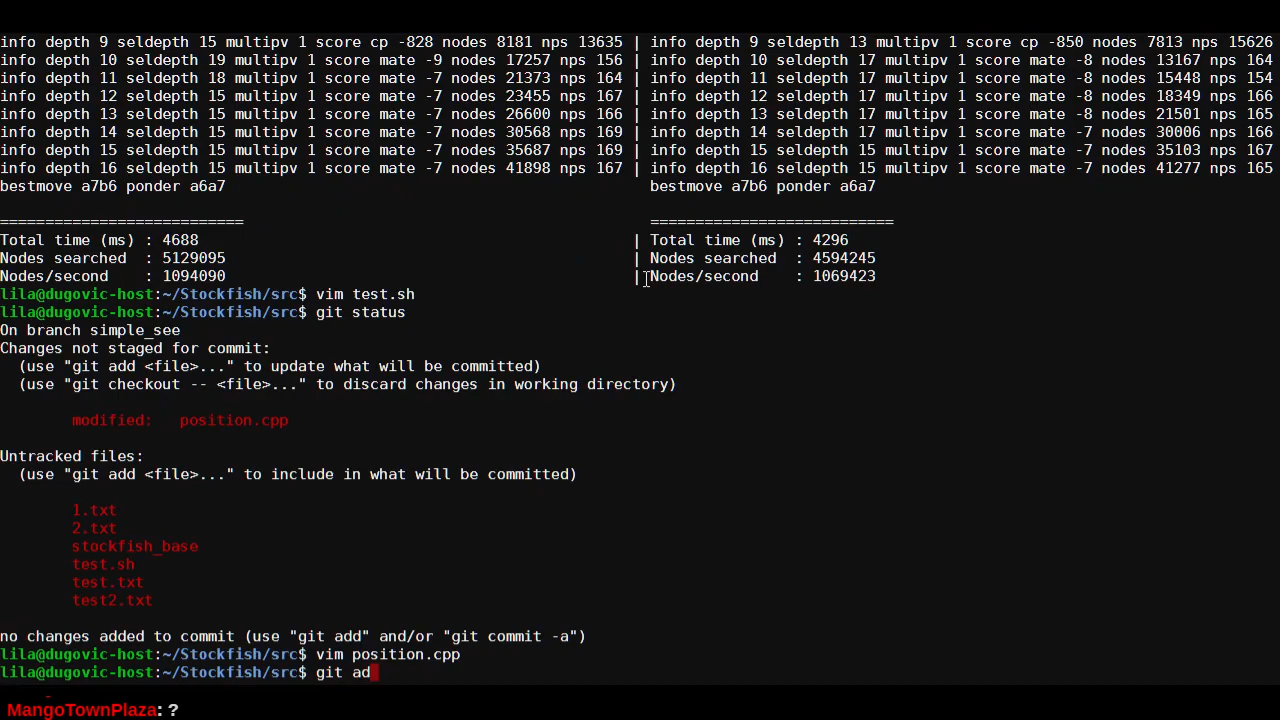 info depth 9 seldepth 15 multipv 1 score cp -828 nodes 8181 nps 13635 | info depth 9 seldepth 13 multipv 1 score cp -850 nodes 7813 nps 15626
info depth 10 seldepth 19 multipv 1 score mate -9 nodes 17257 nps 156 | info depth 10 seldepth 17 multipv 1 score mate -8 nodes 13167 nps 164
info depth 11 seldepth 18 multipv 1 score mate -7 nodes 21373 nps 164 | info depth 11 seldepth 17 multipv 1 score mate -8 nodes 15448 nps 154
info depth 12 seldepth 15 multipv 1 score mate -7 nodes 23455 nps 167 | info depth 12 seldepth 17 multipv 1 score mate -8 nodes 18349 nps 166
info depth 13 seldepth 15 multipv 1 score mate -7 nodes 26600 nps 166 | info depth 13 seldepth 17 multipv 1 score mate -8 nodes 21501 nps 165
info depth 14 seldepth 15 multipv 1 score mate -7 nodes 30568 nps 169 | info depth 14 seldepth 17 multipv 1 score mate -7 nodes 30006 nps 166
info depth 15 seldepth 15 multipv 1 score mate -7 nodes 35687 nps 169 | info depth 15 seldepth 15 multipv 1 score mate -7 nodes 35103 nps 167
info depth 16 seldepth 15 multipv 1 score mate -7 nodes 41898 nps 167 | info depth 16 seldepth 15 multipv 1 score mate -7 nodes 41277 nps 165
bestmove a7b6 ponder a6a7 bestmove a7b6 ponder a6a7
=========================== ===========================
Total time (ms) : 4688 | Total time (ms) : 4296
Nodes searched : 5129095 | Nodes searched : 4594245
Nodes/second : 1094090 | Nodes/second : 1069423
lila@dugovic-host:~/Stockfish/src$ vim test.sh
lila@dugovic-host:~/Stockfish/src$ git status
On branch simple_see
Changes not staged for commit:
(use "git add <file>..." to update what will be committed)
(use "git checkout -- <file>..." to discard changes in working directory)
modified: position.cpp
Untracked files:
(use "git add <file>..." to include in what will be committed)
1.txt
2.txt
stockfish_base
test.sh
test.txt
test2.txt
no changes added to commit (use "git add" and/or "git commit -a")
lila@dugovic-host:~/Stockfish/src$ vim position.cpp
lila@dugovic-host:~/Stockfish/src$ git ad
MangoTownPlaza: ?